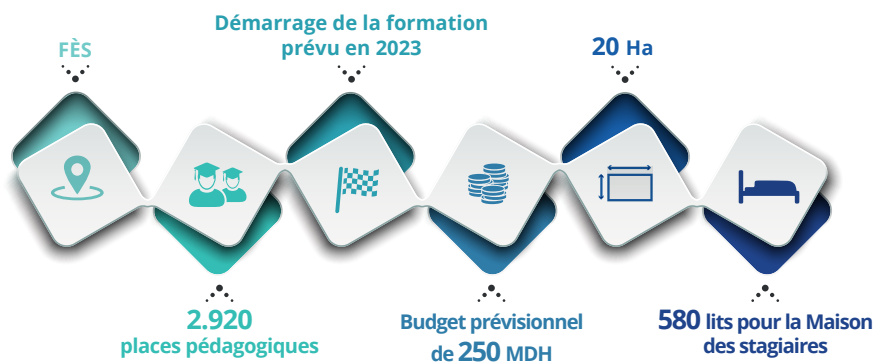 FÈS
Démarrage de la formation
prévu en 2023
20 Ha
2.920
places pédagogiques
Budget prévisionnel
de 250 MDH
580 lits pour la Maison
des stagiaires